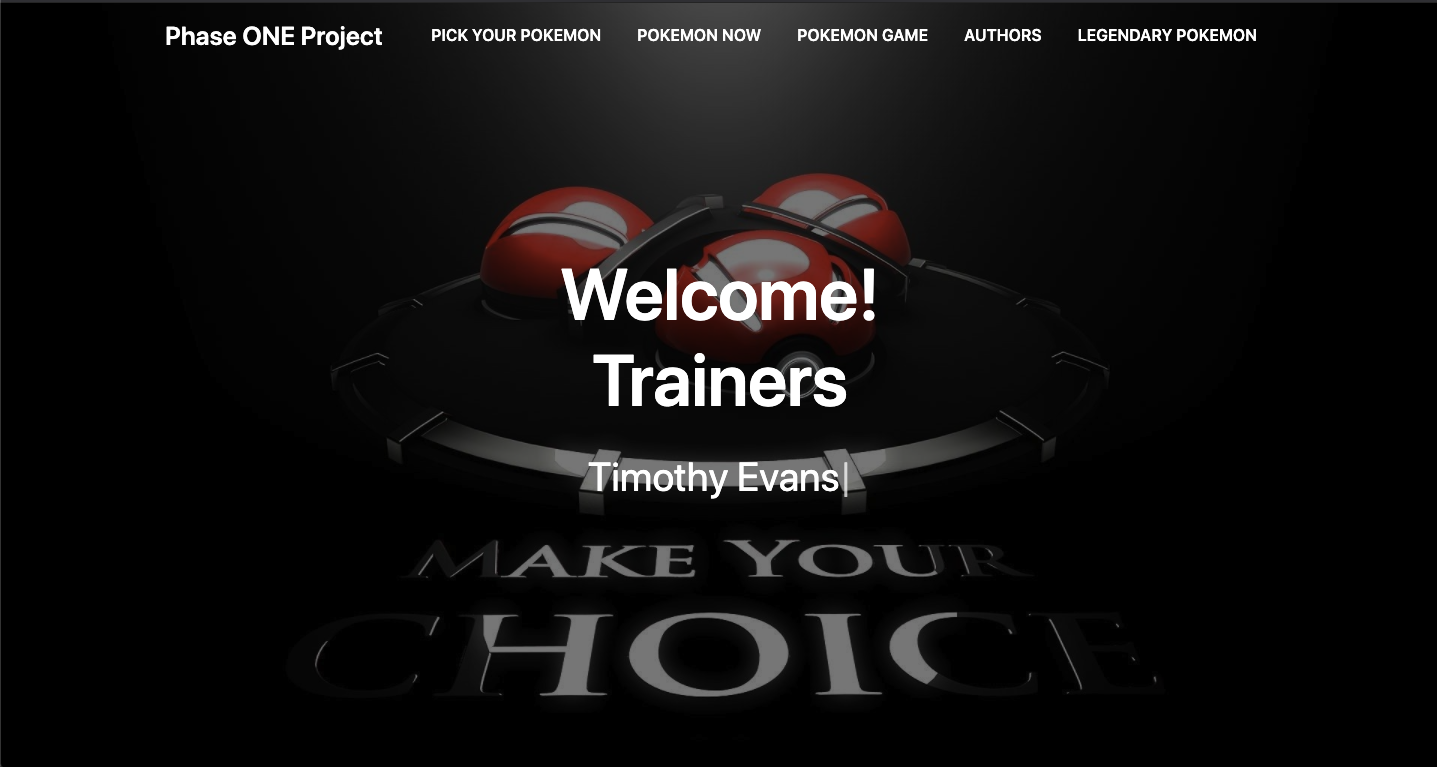 Phase ONE Project
PICK YOUR POKEMON
POKEMON NOW
POKEMON GAME
AUTHORS
LEGENDARY POKEMON
Welcome!
Trainers
Timothy Evans|
MAKE YOUR
CHOICE